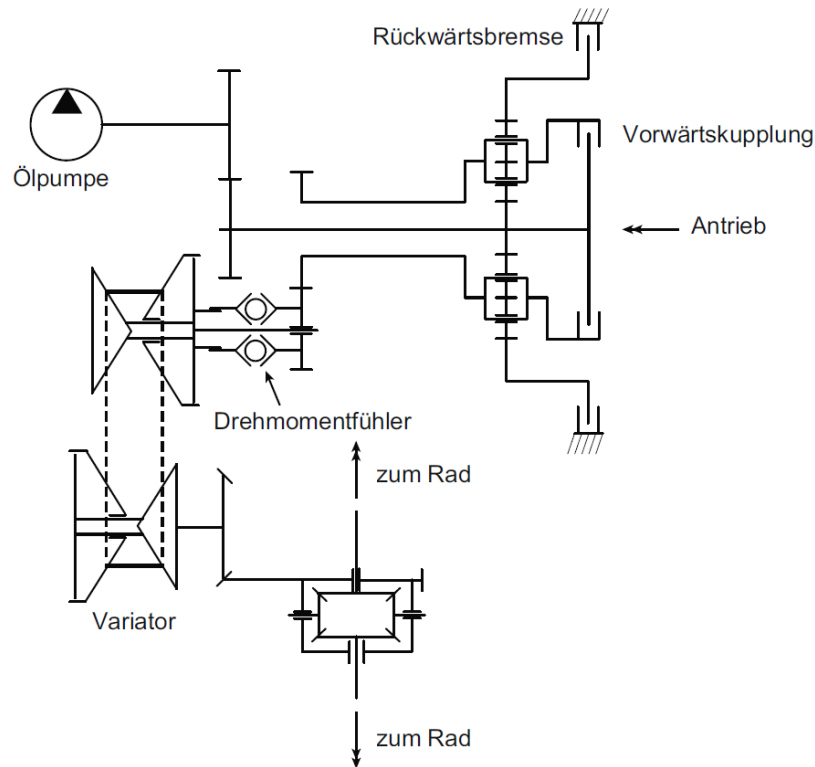 Rückwärtsbremse
Ölpumpe
Vorwärtskupplung
Antrieb
Drehmomentfühler
zum Rad
Variator
zum Rad